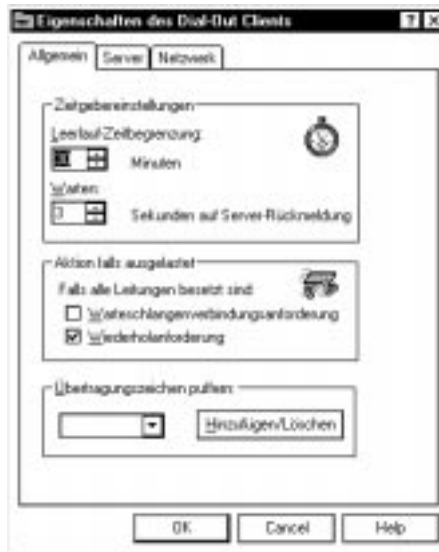 Eigenschaften des Dial-Out Clients
Allgemein Server Netzwerk
Zeitgebereinstellungen
Leerlauf-Zeitbegrenzung:
Minuten
Warten:
3 Sekunden auf Server-Rückmeldung
Aktion falls ausgelastet
Falls alle Leitungen besetzt sind:
Warteschlangenverbindungsanforderung
Wiederholanforderung
Übertragungszeichen puffern:
Hinzufügen/Löschen
OK Cancel Help